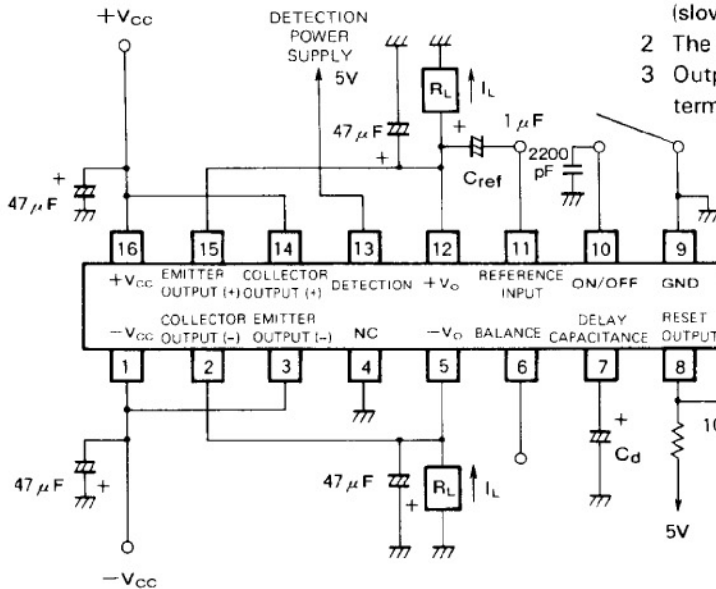 +Vcc
DETECTION
POWER
SUPPLY
5V
(slow
2 The
3 Outp
term
RL
IL
47 μF
+
+
1 μF
Cref
2200
pF
47 μF
+
16
15
14
13
12
11
10
9
+Vcc
EMITTER
OUTPUT (+)
COLLECTOR
OUTPUT (+)
DETECTION
+Vo
REFERENCE
INPUT
ON/OFF
GND
-Vcc
COLLECTOR
OUTPUT (-)
EMITTER
OUTPUT (-)
NC
-Vo
BALANCE
DELAY
CAPACITANCE
RESET
OUTPUT
1
2
3
4
5
6
7
8
47 μF
+
47 μF
+
RL
IL
+
Cd
10
5V
-Vcc